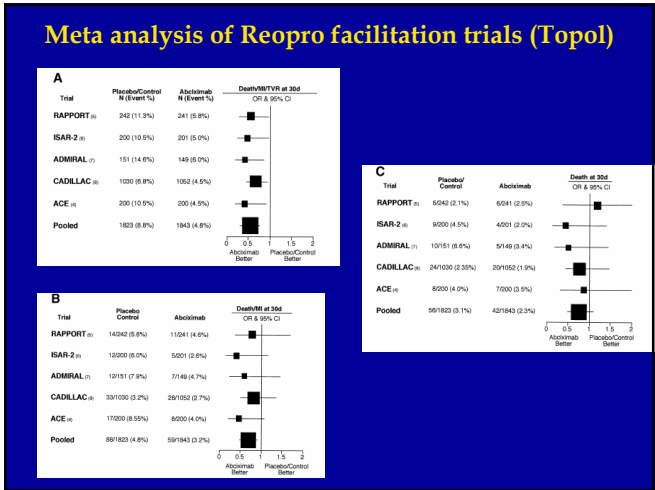 Meta analysis of Reopro facilitation trials (Topol)
A
Placebo/Control Abciximab Death/MI/TVR at 30d
Trial N (Event %) N (Event %) OR & 95% CI
RAPPORT (5) 242 (11.3%) 241 (5.8%)
ISAR-2 (6) 200 (10.5%) 201 (5.0%)
ADMIRAL (7) 151 (14.6%) 149 (6.0%)
CADILLAC (8) 1030 (6.8%) 1052 (4.5%)
ACE (4) 200 (10.5%) 200 (4.5%)
Pooled 1823 (8.8%) 1843 (4.8%)
0 0.5 1 1.5 2
Abciximab Placebo/Control
Better Better
B
Placebo Death/MI at 30d
Trial Control Abciximab OR & 95% CI
RAPPORT (5) 14/242 (5.8%) 11/241 (4.6%)
ISAR-2 (6) 12/200 (6.0%) 5/201 (2.6%)
ADMIRAL (7) 12/151 (7.9%) 7/149 (4.7%)
CADILLAC (8) 33/1030 (3.2%) 28/1052 (2.7%)
ACE (4) 17/200 (8.55%) 8/200 (4.0%)
Pooled 88/1823 (4.8%) 59/1843 (3.2%)
0 0.5 1 1.5 2
Abciximab Placebo/Control
Better Better
C
Placebo/ Death at 30d
Trial Control Abciximab OR & 95% CI
RAPPORT (5) 5/242 (2.1%) 6/241 (2.5%)
ISAR-2 (6) 9/200 (4.5%) 4/201 (2.0%)
ADMIRAL (7) 10/151 (6.6%) 5/149 (3.4%)
CADILLAC (8) 24/1030 (2.35%) 20/1052 (1.9%)
ACE (4) 8/200 (4.0%) 7/200 (3.5%)
Pooled 56/1823 (3.1%) 42/1843 (2.3%)
0 0.5 1 1.5 2
Abciximab Placebo/Control
Better Better